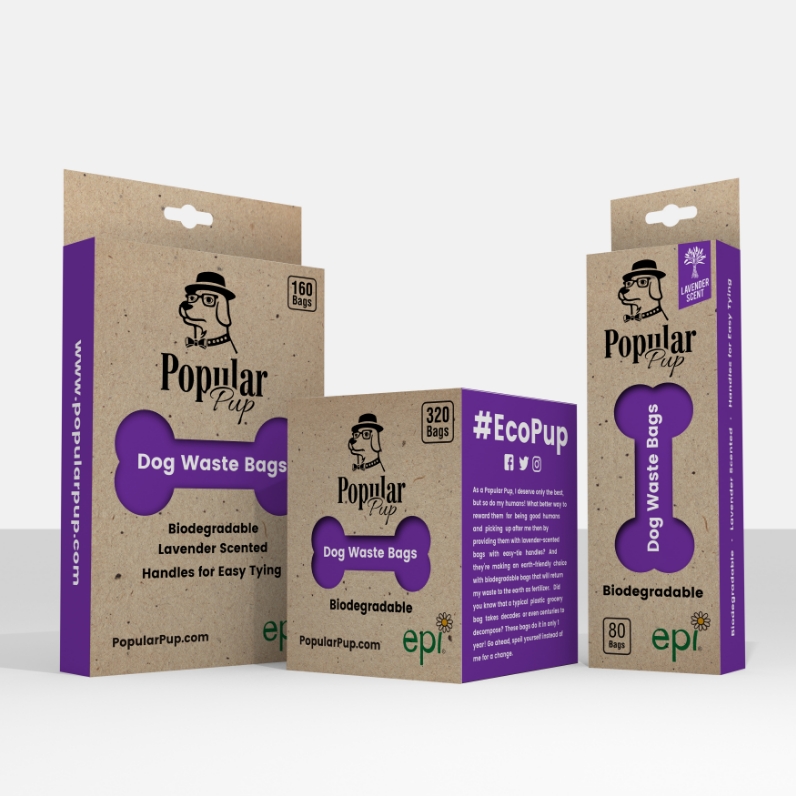 www.popularpup.com
160
Bags
Popular
Pup
Dog Waste Bags
Biodegradable
Lavender Scented
Handles for Easy Tying
PopularPup.com
ep
320
Bags
Popular
Pup
Dog Waste Bags
Biodegradable
PopularPup.com
epi
#EcoPup
As a Popular Pup, I deserve only the best,
but so do my humans! What better way to
reward them for being good humans
and picking up after me then by
providing them with lavender-scented
bags with easy-tie handles? And
they're making an earth-friendly choice
with biodegradable bags that will return
my waste to the earth as fertilizer. Did
you know that a typical plastic grocery
bag takes decades or even centuries to
decompose? These bags do it in only 1
year! Go ahead, spoil yourself instead of
me for a change.
LAVENDER
SCENT
Popular
Pup
Dog Waste Bags
Biodegradable
80
Bags
epi
Biodegradable · Lavender Scented · Handles for Easy Tying